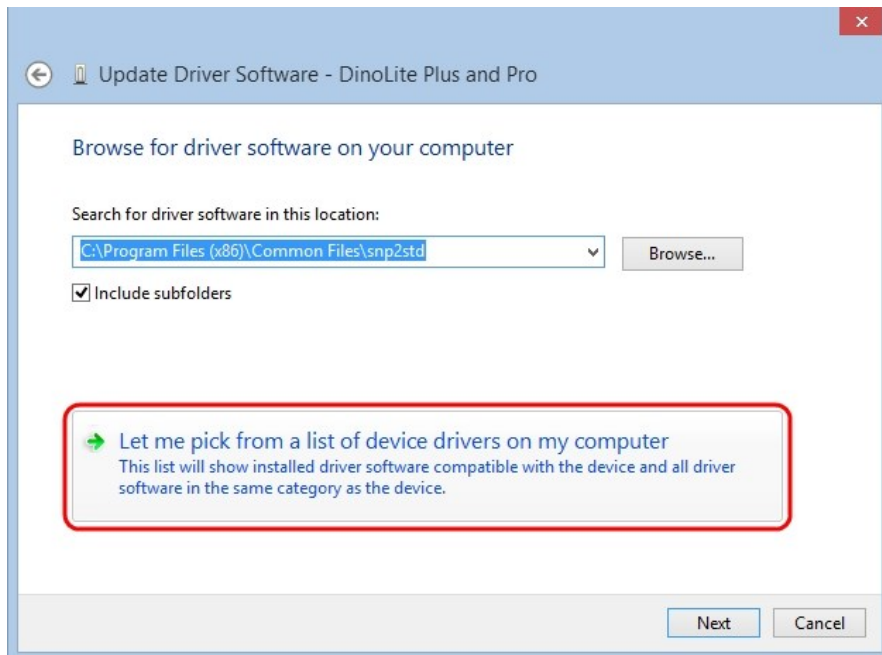 Update Driver Software - DinoLite Plus and Pro
Browse for driver software on your computer
Search for driver software in this location:
C:\Program Files (x86)\Common Files\snp2std
Browse...
Include subfolders
Let me pick from a list of device drivers on my computer
This list will show installed driver software compatible with the device and all driver
software in the same category as the device.
Next
Cancel